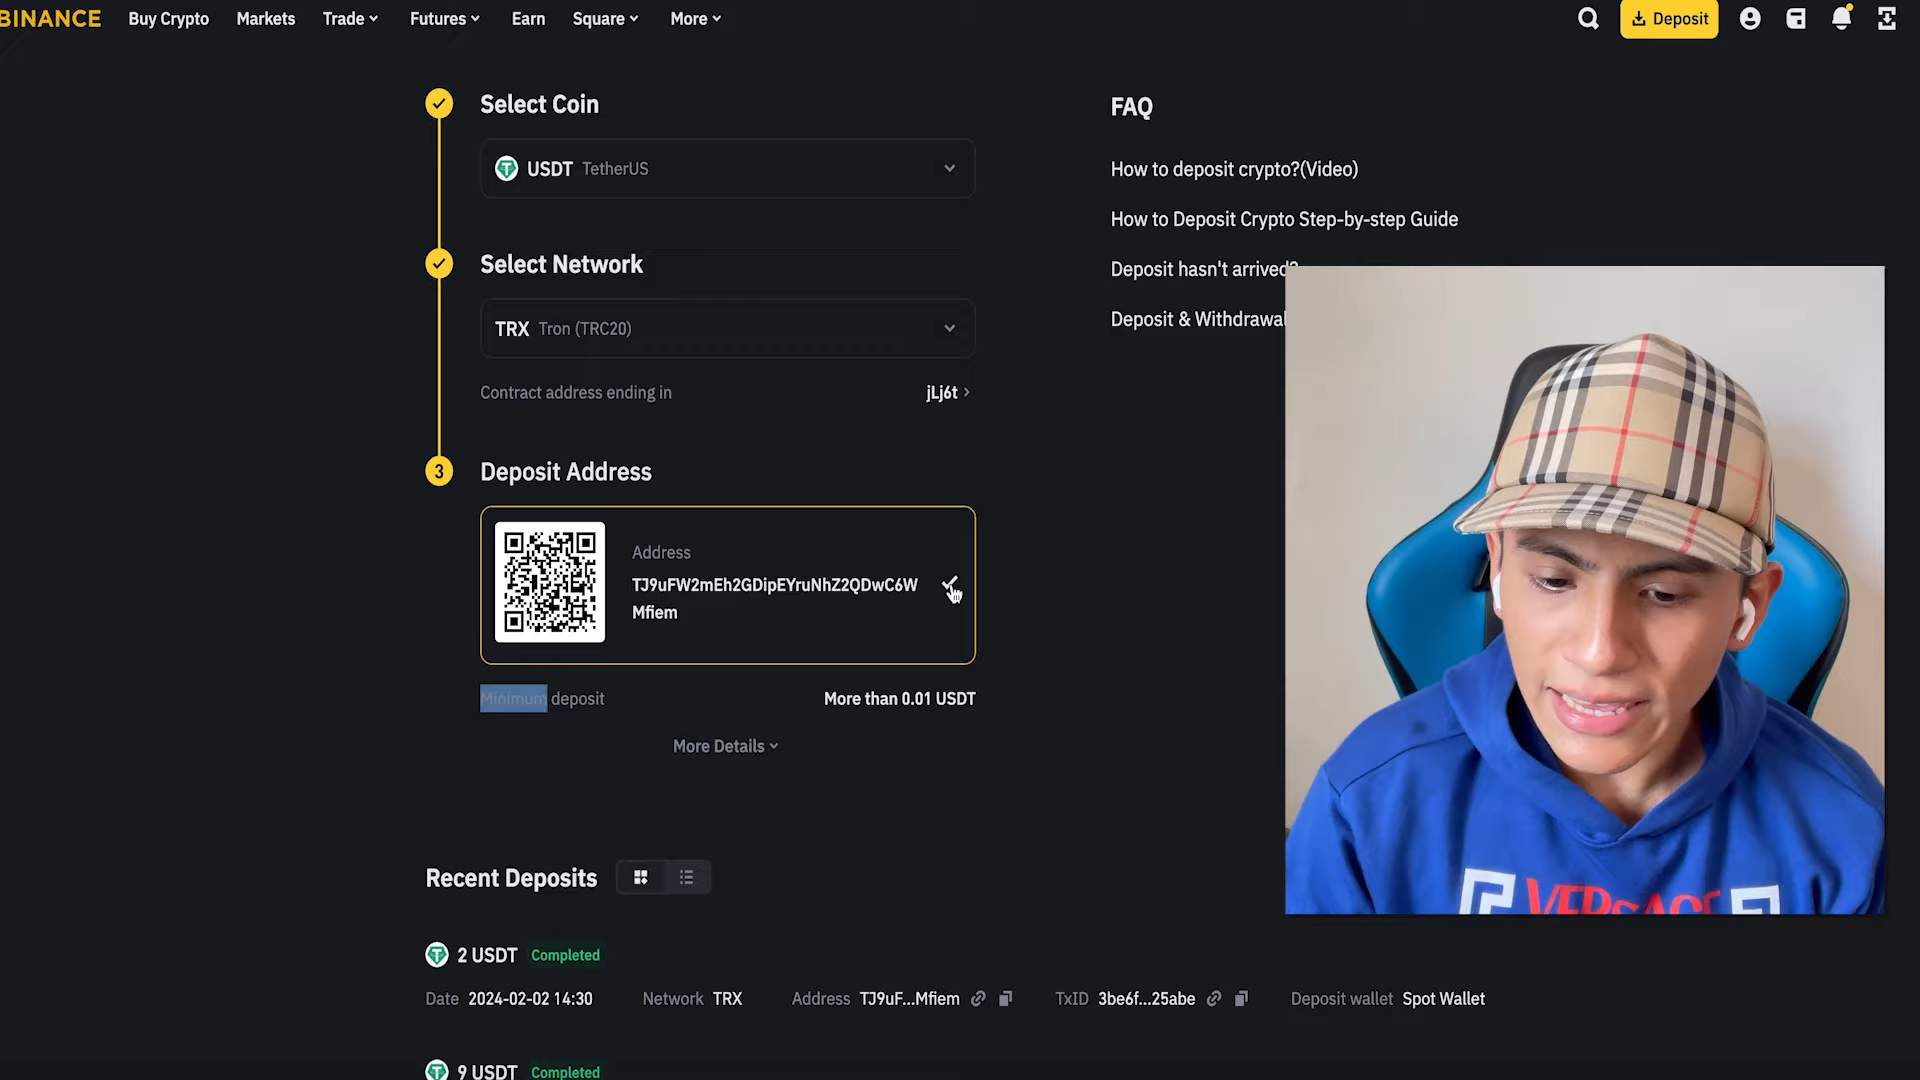 BINANCE Buy Crypto Markets Trade Futures Earn Square More Deposit
Select Coin
USDT TetherUS
Select Network
TRX Tron (TRC20)
Contract address ending in jLj6t
3 Deposit Address
Address
TJ9uFW2mEh2GDipEYruNhZ2QDwC6W
Mfiem
Minimum deposit More than 0.01 USDT
More Details
FAQ
How to deposit crypto?(Video)
How to Deposit Crypto Step-by-step Guide
Deposit hasn't arrived?
Deposit & Withdrawal
VERSACE
Recent Deposits
2 USDT Completed
Date 2024-02-02 14:30 Network TRX Address TJ9uF...Mfiem TxID 3be6f...25abe Deposit wallet Spot Wallet
9 USDT Completed